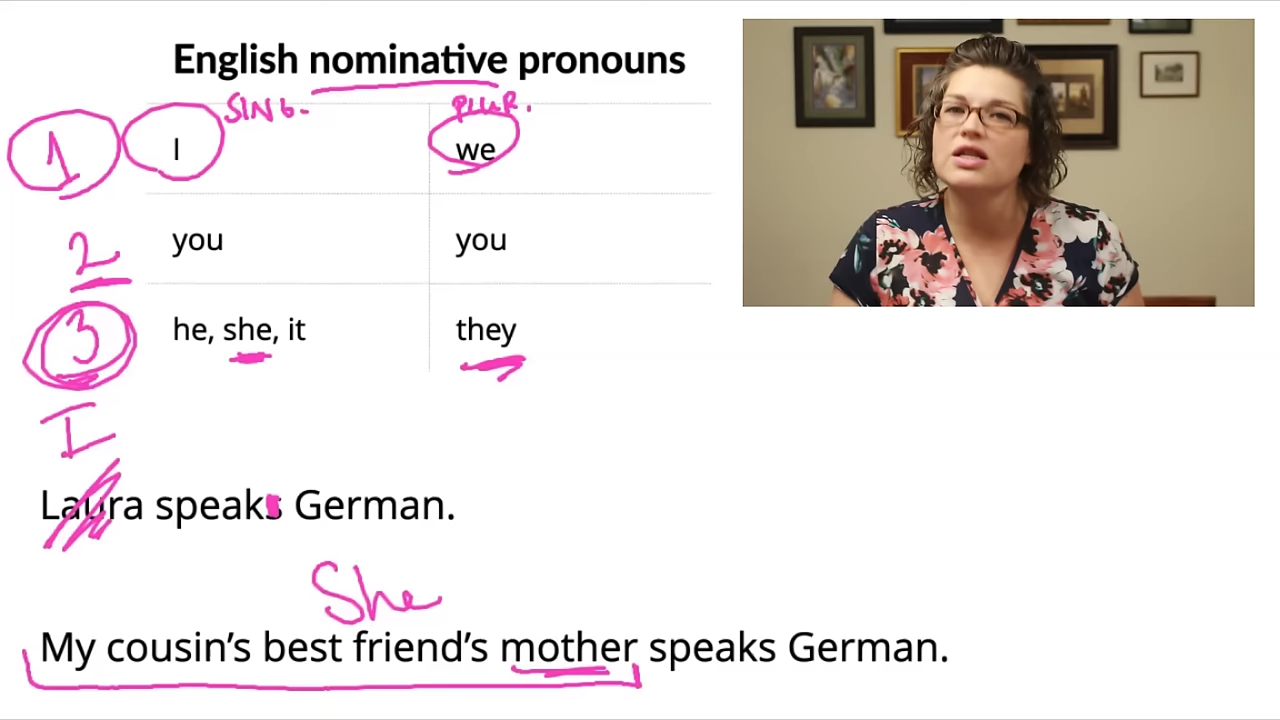 English nominative pronouns
SING. PLUR.
1 I we
2 you you
3 he, she, it they
I
Laura speaks German.
She
My cousin's best friend's mother speaks German.